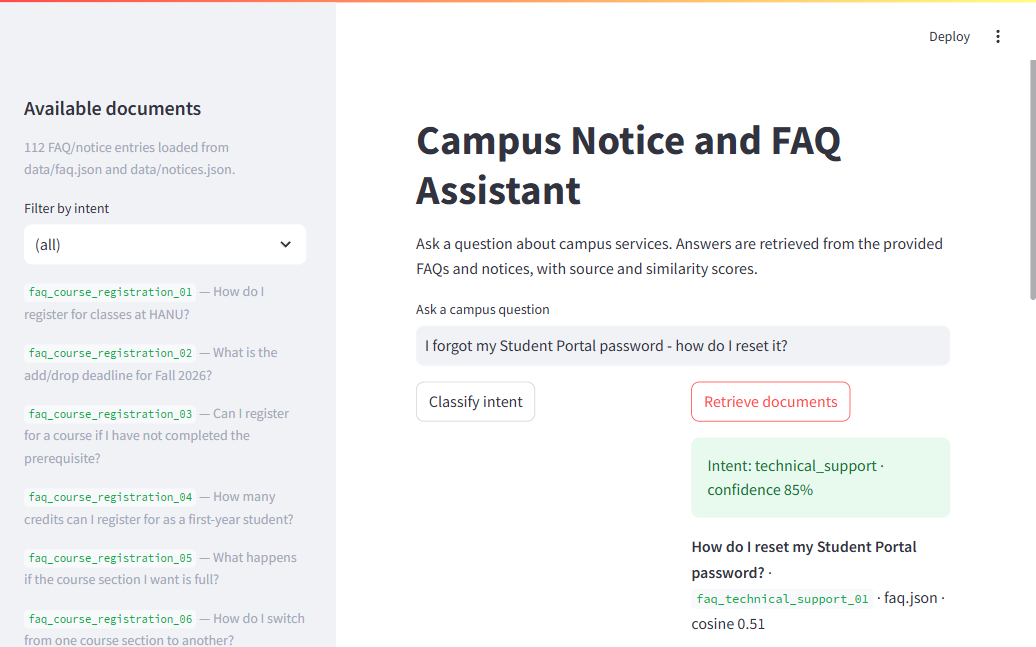 Deploy
Available documents
112 FAQ/notice entries loaded from
data/faq.json and data/notices.json.
Filter by intent
(all)
faq_course_registration_01 — How do I
register for classes at HANU?
faq_course_registration_02 — What is the
add/drop deadline for Fall 2026?
faq_course_registration_03 — Can I register
for a course if I have not completed the
prerequisite?
faq_course_registration_04 — How many
credits can I register for as a first-year student?
faq_course_registration_05 — What happens
if the course section I want is full?
faq_course_registration_06 — How do I switch
from one course section to another?
Campus Notice and FAQ
Assistant
Ask a question about campus services. Answers are retrieved from the provided
FAQs and notices, with source and similarity scores.
Ask a campus question
I forgot my Student Portal password - how do I reset it?
Classify intent
Retrieve documents
Intent: technical_support ·
confidence 85%
How do I reset my Student Portal
password? ·
faq_technical_support_01 · faq.json ·
cosine 0.51